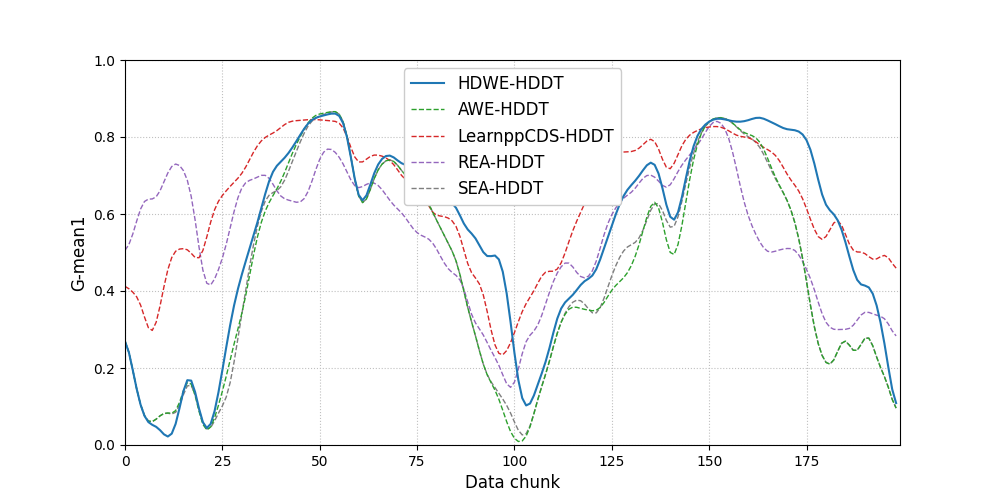 1.0
0.8
0.6
0.4
0.2
0.0
G-mean1
HDWE-HDDT
AWE-HDDT
LearnppCDS-HDDT
REA-HDDT
SEA-HDDT
0 25 50 75 100 125 150 175
Data chunk